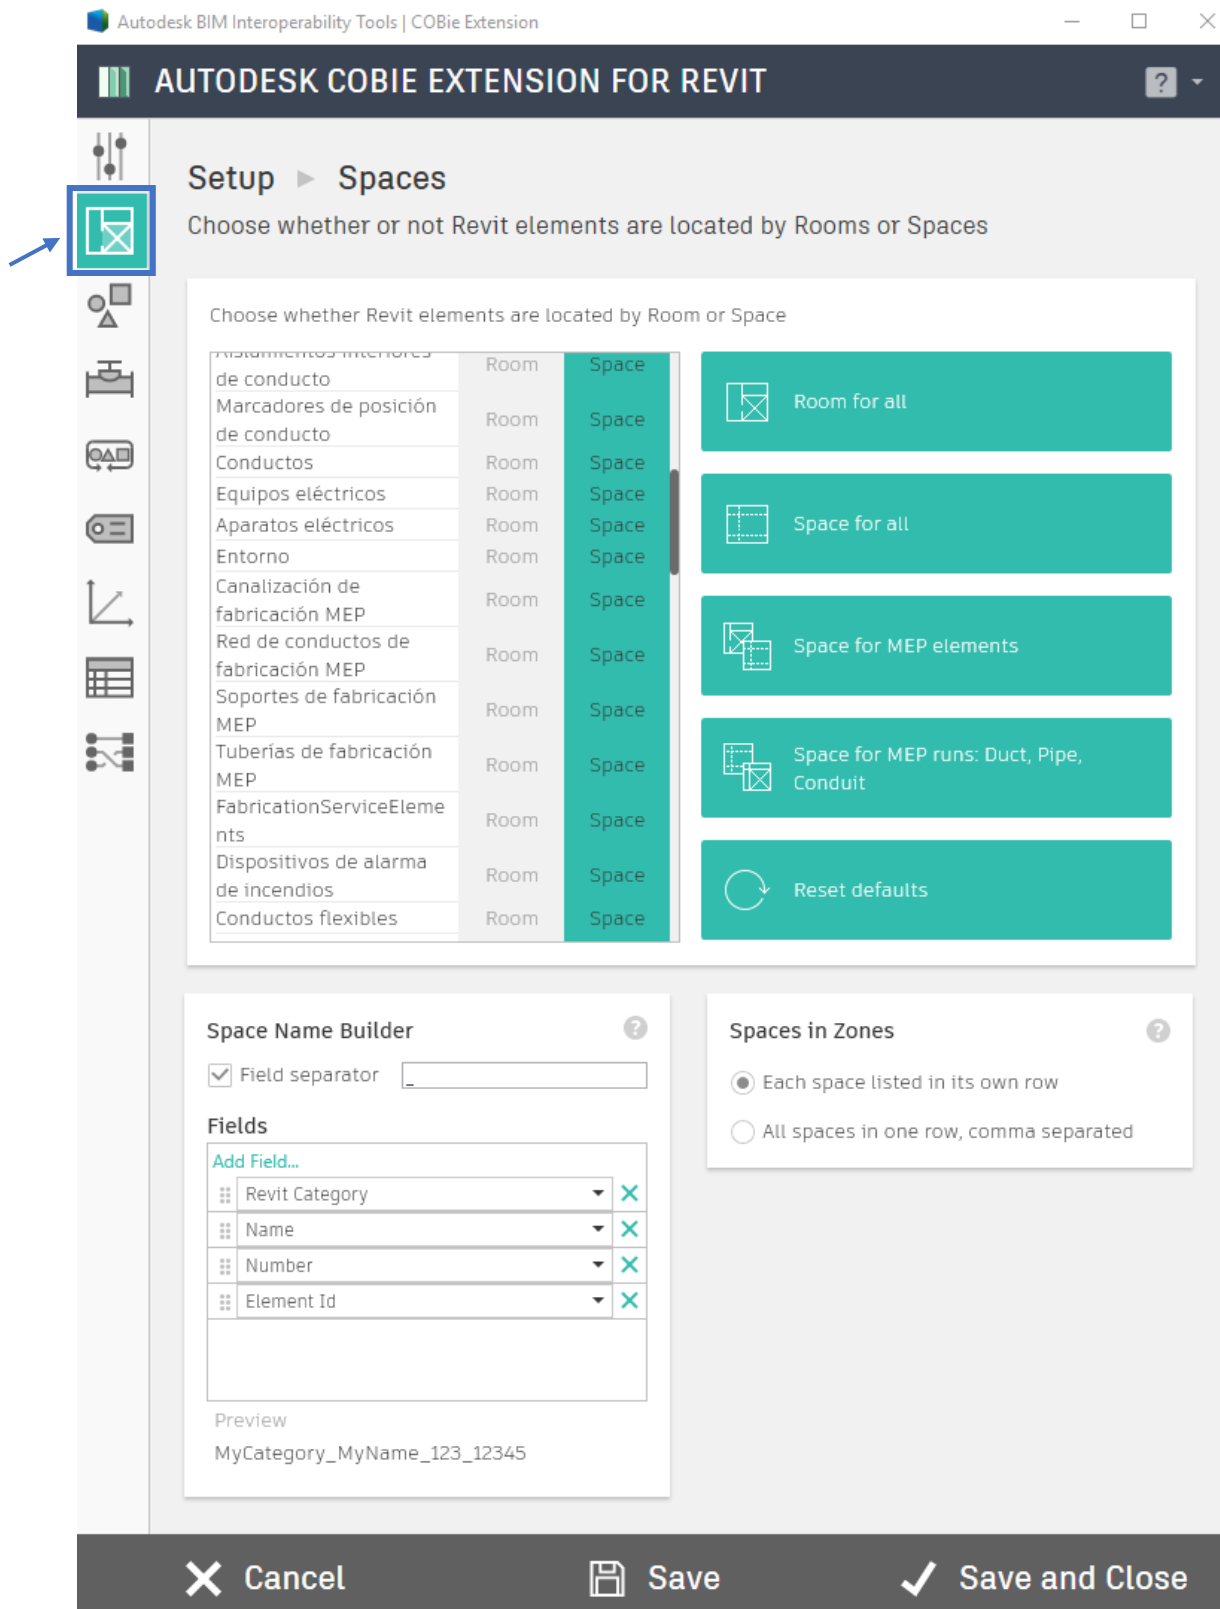 Autodesk BIM Interoperability Tools | COBie Extension
AUTODESK COBIE EXTENSION FOR REVIT
?
Setup Spaces
Choose whether or not Revit elements are located by Rooms or Spaces
Choose whether Revit elements are located by Room or Space
Aislamientos interiores
de conducto Room Space
Marcadores de posición
de conducto Room Space
Conductos Room Space
Equipos eléctricos Room Space
Aparatos eléctricos Room Space
Entorno Room Space
Canalización de
fabricación MEP Room Space
Red de conductos de
fabricación MEP Room Space
Soportes de fabricación
MEP Room Space
Tuberías de fabricación
MEP Room Space
FabricationServiceEleme
nts Room Space
Dispositivos de alarma
de incendios Room Space
Conductos flexibles Room Space
Room for all
Space for all
Space for MEP elements
Space for MEP runs: Duct, Pipe,
Conduit
Reset defaults
Space Name Builder ?
Field separator _
Fields
Add Field...
Revit Category
Name
Number
Element Id
Preview
MyCategory_MyName_123_12345
Spaces in Zones ?
Each space listed in its own row
All spaces in one row, comma separated
Cancel Save Save and Close